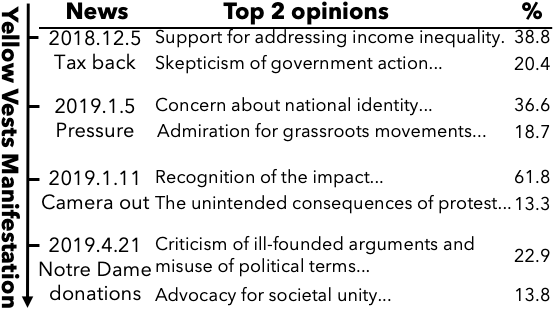 News Top 2 opinions %
Yellow Vests Manifestation
2018.12.5 Support for addressing income inequality. 38.8
Tax back Skepticism of government action... 20.4
2019.1.5 Concern about national identity... 36.6
Pressure Admiration for grassroots movements... 18.7
2019.1.11 Recognition of the impact... 61.8
Camera out The unintended consequences of protest... 13.3
2019.4.21 Criticism of ill-founded arguments and
Notre Dame misuse of political terms... 22.9
donations Advocacy for societal unity... 13.8